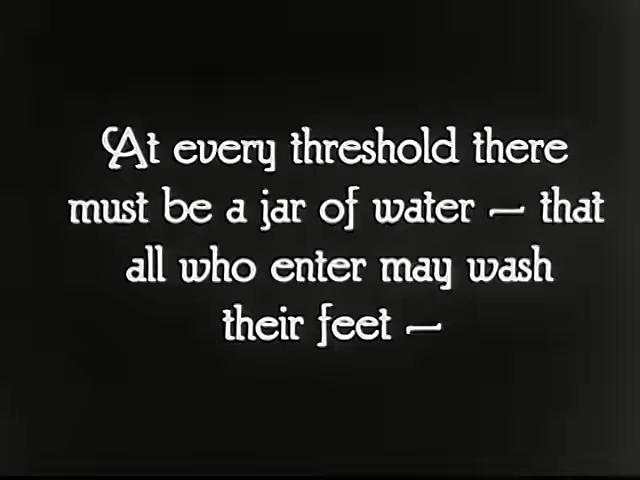 At every threshold there
must be a jar of water — that
all who enter may wash
their feet —